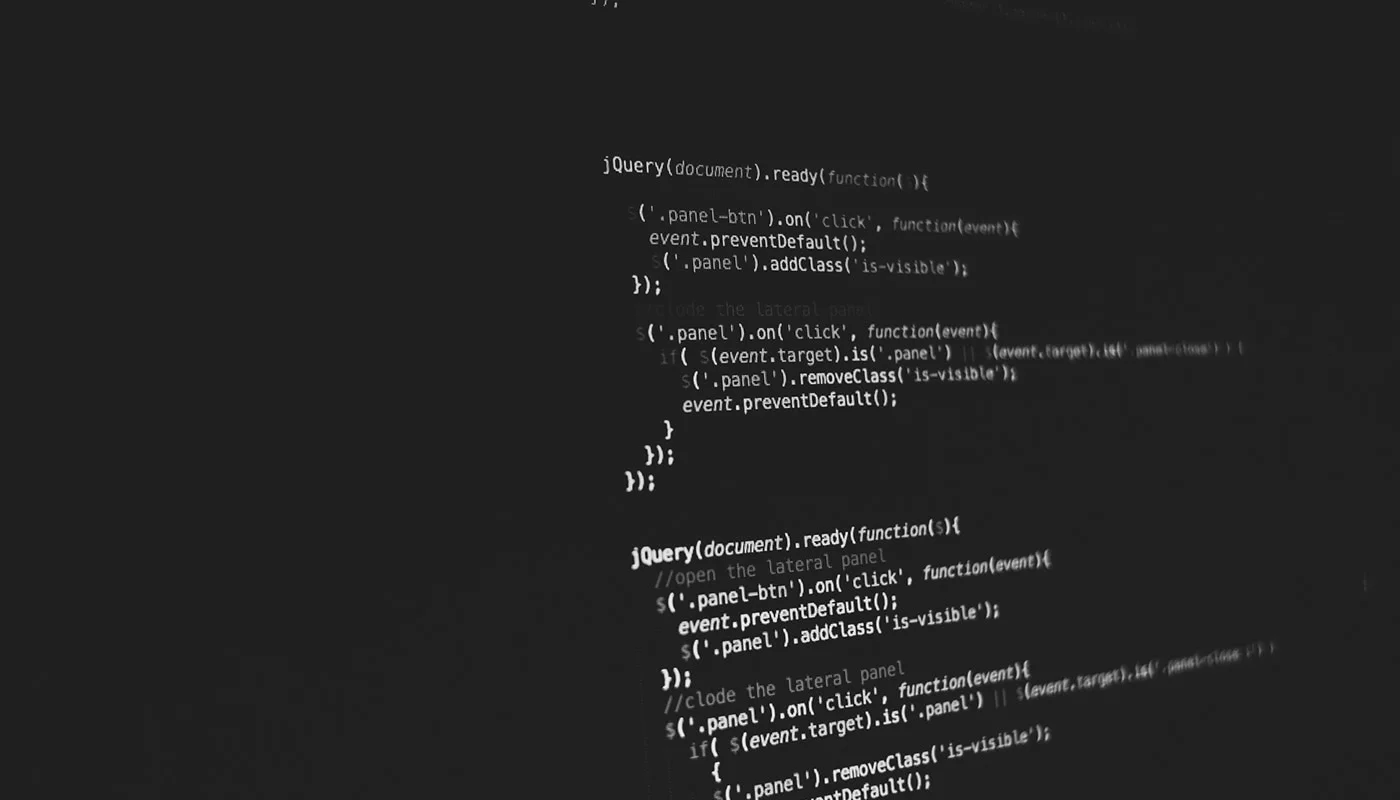 });
jQuery(document).ready(function( ){
$('.panel-btn').on('click', function(event){
event.preventDefault();
$('.panel').addClass('is-visible');
});
clode the lateral panel
$('.panel').on('click', function(event){
if( $(event.target).is('.panel') || $(event.target).is('.panel-close') ) {
$('.panel').removeClass('is-visible');
event.preventDefault();
}
});
});
jQuery(document).ready(function($){
//open the lateral panel
$('.panel-btn').on('click', function(event){
event.preventDefault();
$('.panel').addClass('is-visible');
});
//clode the lateral panel
$('.panel').on('click', function(event){
if( $(event.target).is('.panel') || $(event.target).is('.panel-close') )
{
$('.panel').removeClass('is-visible');
ntDefault();